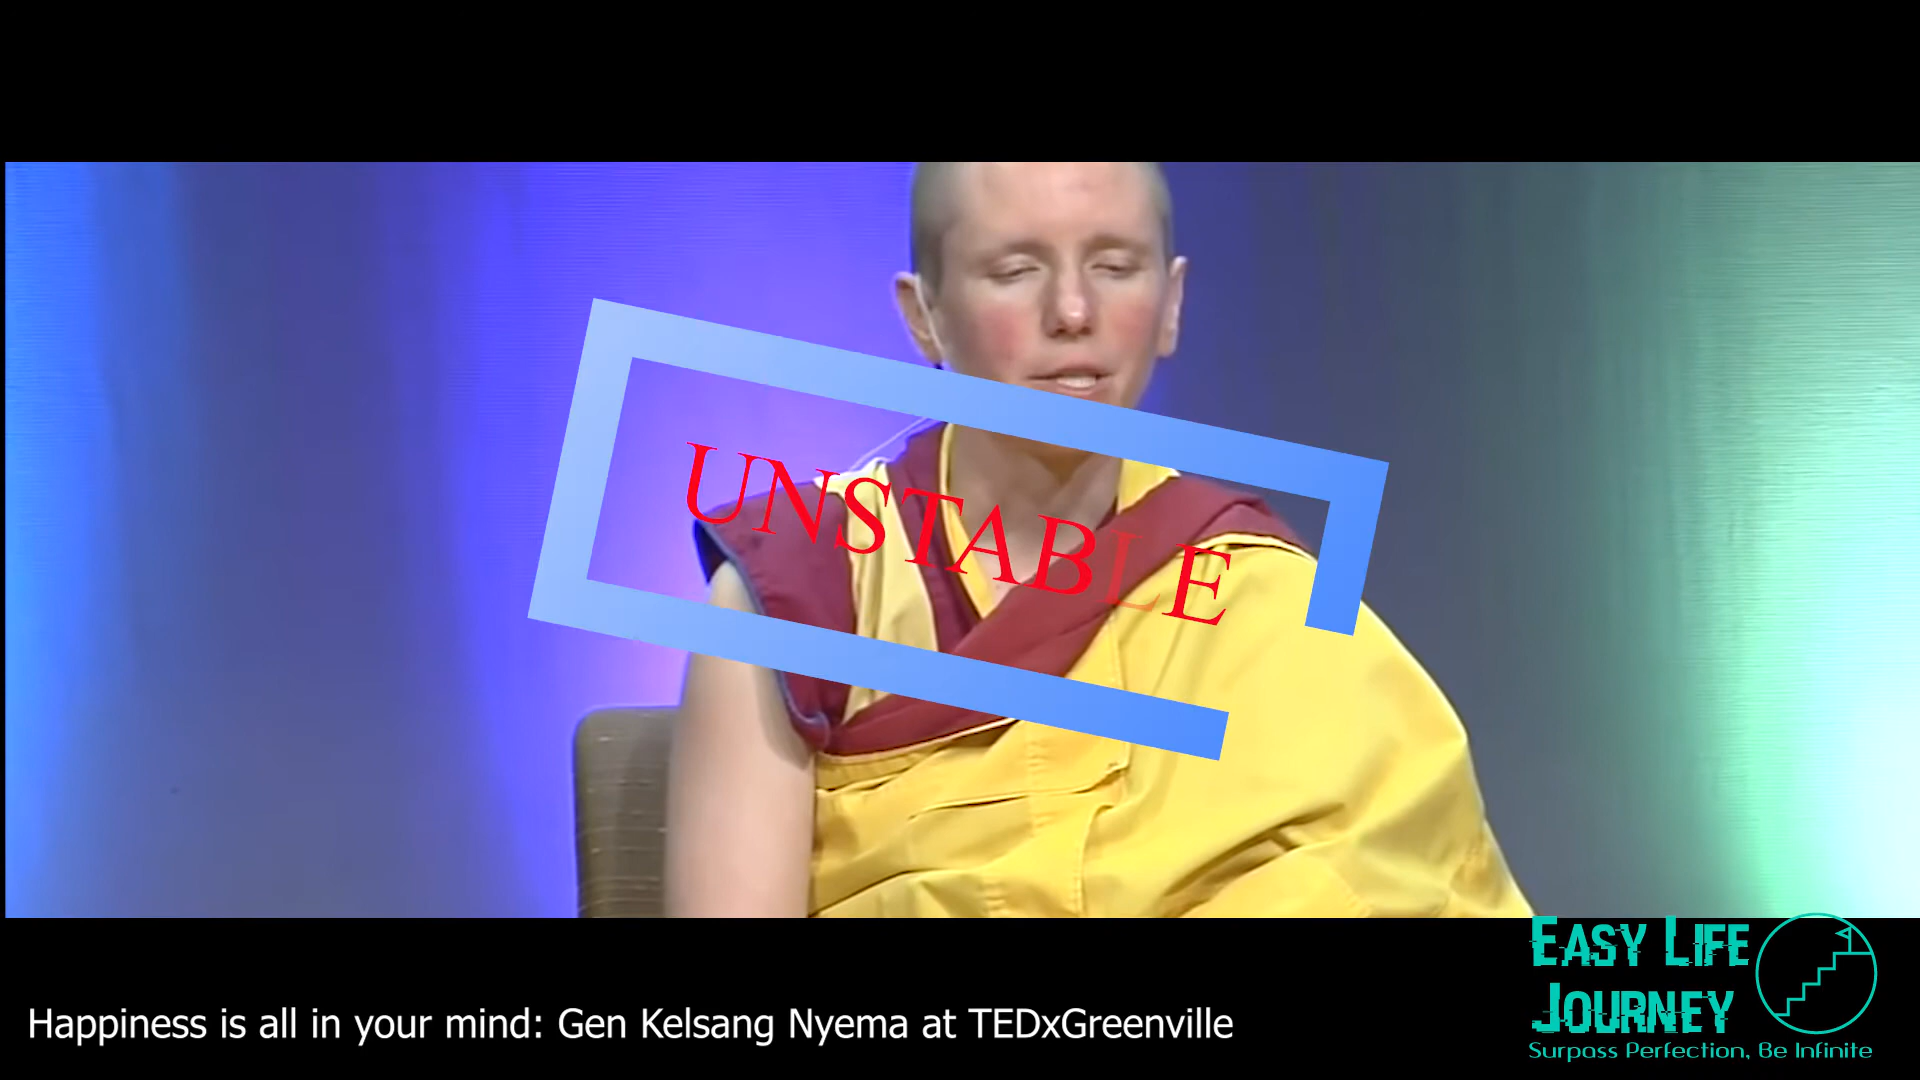 UNSTABLE
Happiness is all in your mind: Gen Kelsang Nyema at TEDxGreenville
EASY LIFE
JOURNEY
Surpass Perfection, Be Infinite